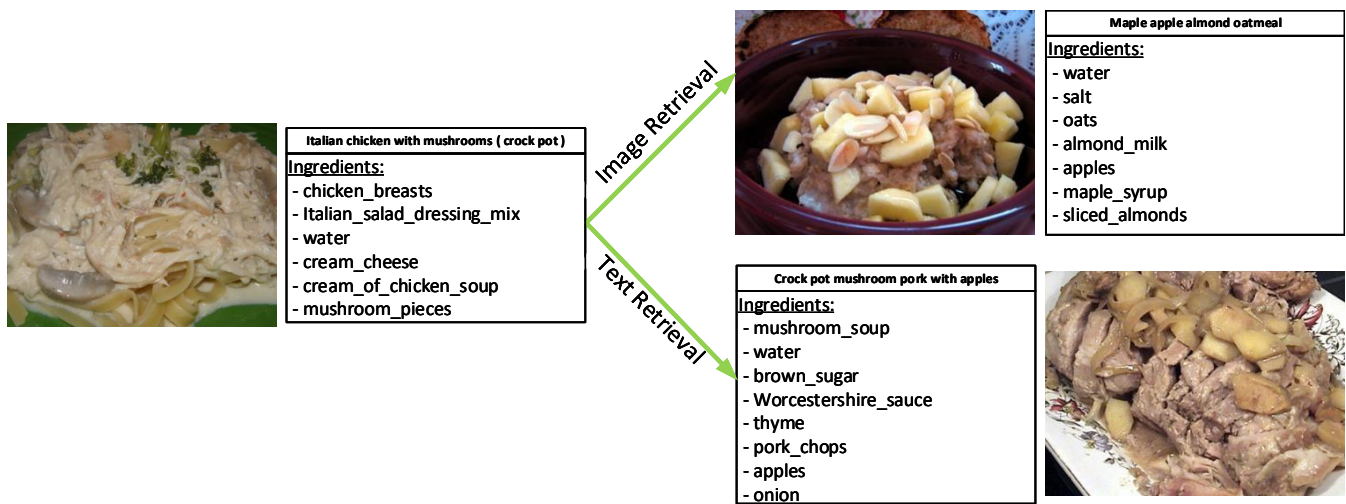 Italian chicken with mushrooms ( crock pot )
Ingredients:
- chicken_breasts
- Italian_salad_dressing_mix
- water
- cream_cheese
- cream_of_chicken_soup
- mushroom_pieces
Image Retrieval
Text Retrieval
Maple apple almond oatmeal
Ingredients:
- water
- salt
- oats
- almond_milk
- apples
- maple_syrup
- sliced_almonds
Crock pot mushroom pork with apples
Ingredients:
- mushroom_soup
- water
- brown_sugar
- Worcestershire_sauce
- thyme
- pork_chops
- apples
- onion